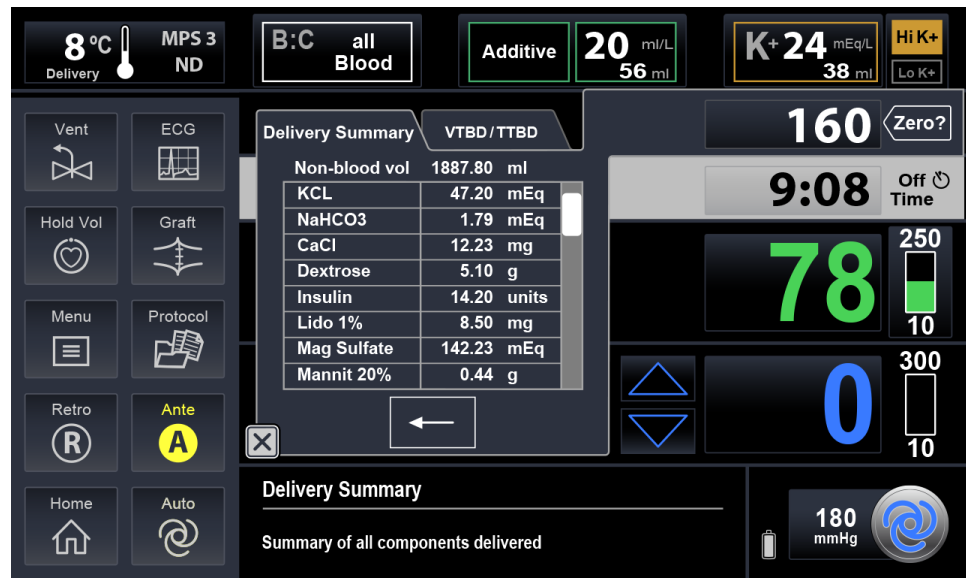 8 °C
Delivery
MPS 3
ND
B:C all
Blood
Additive
20 ml/L
56 ml
K+ 24 mEq/L
38 ml
Hi K+
Lo K+
Vent
ECG
Hold Vol
Graft
Menu
Protocol
Retro
R
Ante
A
Home
Auto
Delivery Summary
VTBD/TTBD
Non-blood vol 1887.80 ml
KCL 47.20 mEq
NaHCO3 1.79 mEq
CaCl 12.23 mg
Dextrose 5.10 g
Insulin 14.20 units
Lido 1% 8.50 mg
Mag Sulfate 142.23 mEq
Mannit 20% 0.44 g
160
Zero?
9:08
Off
Time
78
250
10
0
300
10
Delivery Summary
Summary of all components delivered
180
mmHg